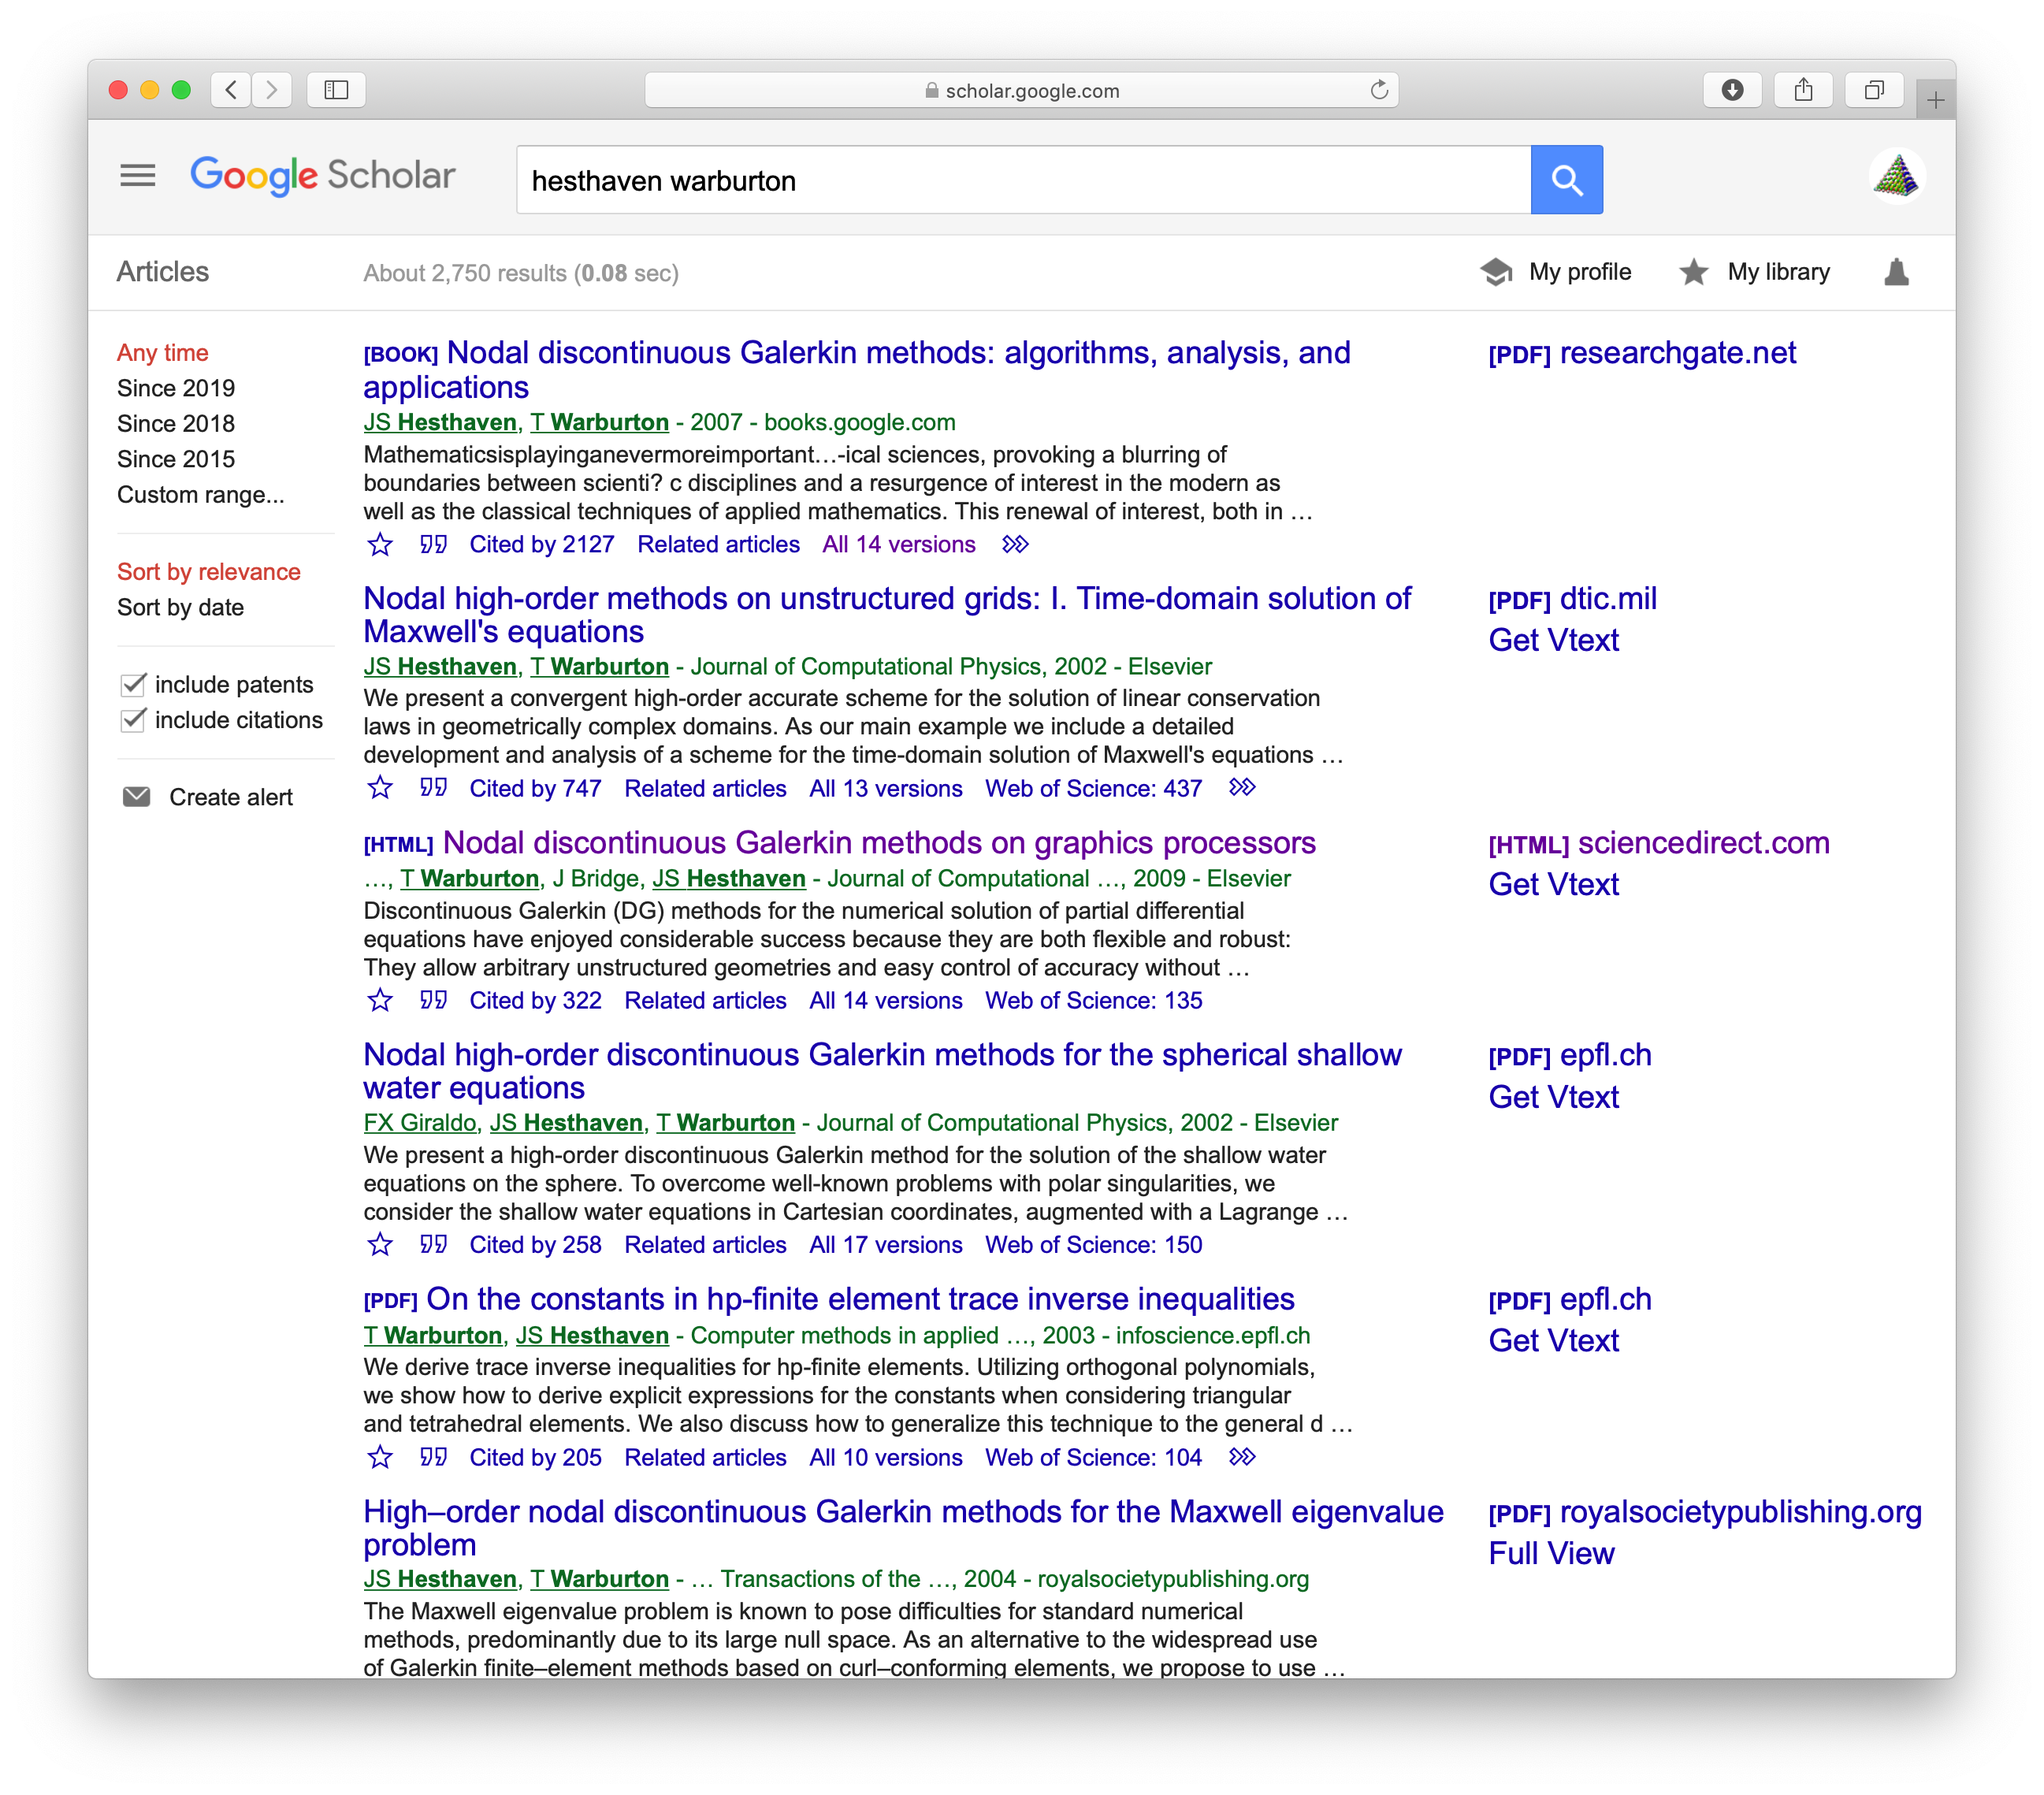 scholar.google.com
Google Scholar
hesthaven warburton
Articles
About 2,750 results (0.08 sec)
My profile
My library
Any time
Since 2019
Since 2018
Since 2015
Custom range...
Sort by relevance
Sort by date
include patents
include citations
Create alert
[BOOK] Nodal discontinuous Galerkin methods: algorithms, analysis, and
applications
JS Hesthaven, T Warburton - 2007 - books.google.com
Mathematicsisplayinganevermoreimportant…-ical sciences, provoking a blurring of
boundaries between scienti? c disciplines and a resurgence of interest in the modern as
well as the classical techniques of applied mathematics. This renewal of interest, both in …
Cited by 2127 Related articles All 14 versions
[PDF] researchgate.net
Nodal high-order methods on unstructured grids: I. Time-domain solution of
Maxwell's equations
JS Hesthaven, T Warburton - Journal of Computational Physics, 2002 - Elsevier
We present a convergent high-order accurate scheme for the solution of linear conservation
laws in geometrically complex domains. As our main example we include a detailed
development and analysis of a scheme for the time-domain solution of Maxwell's equations …
Cited by 747 Related articles All 13 versions Web of Science: 437
[PDF] dtic.mil
Get Vtext
[HTML] Nodal discontinuous Galerkin methods on graphics processors
…, T Warburton, J Bridge, JS Hesthaven - Journal of Computational …, 2009 - Elsevier
Discontinuous Galerkin (DG) methods for the numerical solution of partial differential
equations have enjoyed considerable success because they are both flexible and robust:
They allow arbitrary unstructured geometries and easy control of accuracy without …
Cited by 322 Related articles All 14 versions Web of Science: 135
[HTML] sciencedirect.com
Get Vtext
Nodal high-order discontinuous Galerkin methods for the spherical shallow
water equations
FX Giraldo, JS Hesthaven, T Warburton - Journal of Computational Physics, 2002 - Elsevier
We present a high-order discontinuous Galerkin method for the solution of the shallow water
equations on the sphere. To overcome well-known problems with polar singularities, we
consider the shallow water equations in Cartesian coordinates, augmented with a Lagrange …
Cited by 258 Related articles All 17 versions Web of Science: 150
[PDF] epfl.ch
Get Vtext
[PDF] On the constants in hp-finite element trace inverse inequalities
T Warburton, JS Hesthaven - Computer methods in applied …, 2003 - infoscience.epfl.ch
We derive trace inverse inequalities for hp-finite elements. Utilizing orthogonal polynomials,
we show how to derive explicit expressions for the constants when considering triangular
and tetrahedral elements. We also discuss how to generalize this technique to the general d …
Cited by 205 Related articles All 10 versions Web of Science: 104
[PDF] epfl.ch
Get Vtext
High–order nodal discontinuous Galerkin methods for the Maxwell eigenvalue
problem
JS Hesthaven, T Warburton - … Transactions of the …, 2004 - royalsocietypublishing.org
The Maxwell eigenvalue problem is known to pose difficulties for standard numerical
methods, predominantly due to its large null space. As an alternative to the widespread use
of Galerkin finite–element methods based on curl–conforming elements, we propose to use …
[PDF] royalsocietypublishing.org
Full View